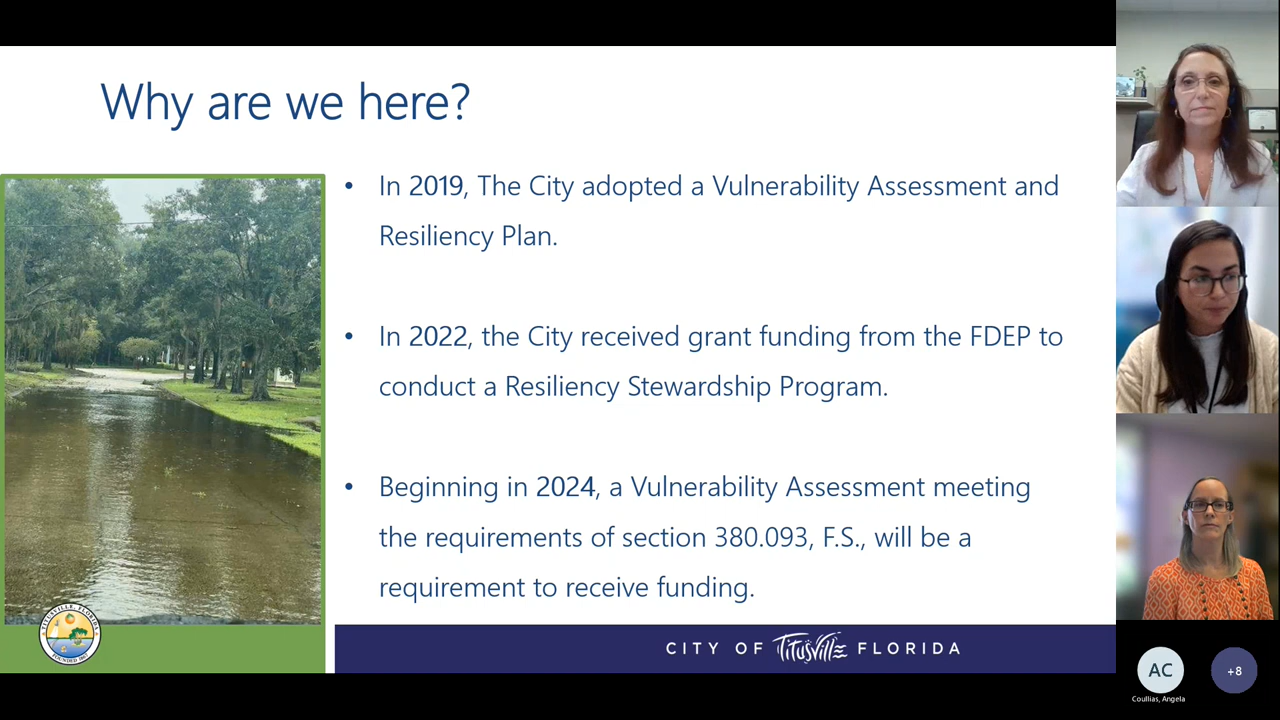 Why are we here?
• In 2019, The City adopted a Vulnerability Assessment and
Resiliency Plan.
• In 2022, the City received grant funding from the FDEP to
conduct a Resiliency Stewardship Program.
• Beginning in 2024, a Vulnerability Assessment meeting
the requirements of section 380.093, F.S., will be a
requirement to receive funding.
TITUSVILLE, FLORIDA
CITY OF Titusville FLORIDA
AC
+8
Coullias, Angela